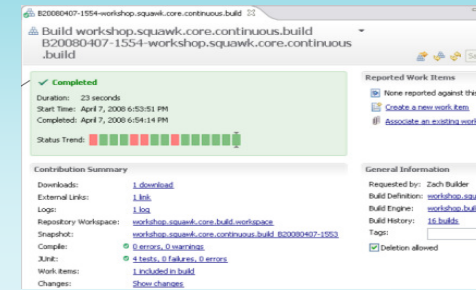 B20080407-1554-workshop.squawk.core.continuous.build
Build workshop.squawk.core.continuous.build
B20080407-1554-workshop.squawk.core.continuous
.build
Completed
Duration: 23 seconds
Start Time: April 7, 2008 6:53:51 PM
Completed: April 7, 2008 6:54:14 PM
Status Trend:
Reported Work Items
None reported against this
Create a new work item
Associate an existing work
Contribution Summary
Downloads: 1 download
External Links: 1 link
Logs: 1 log
Repository Workspace: workshop.squawk.core.build.workspace
Snapshot: workshop.squawk.core.continuous.build_B20080407-1553
Compile: 0 errors, 0 warnings
JUnit: 4 tests, 0 failures, 0 errors
Work Items: 1 included in build
Changes: Show changes
General Information
Requested by: Zach Builder
Build Definition: workshop.squ
Build Engine: workshop.buil
Build History: 16 builds
Tags:
Deletion allowed